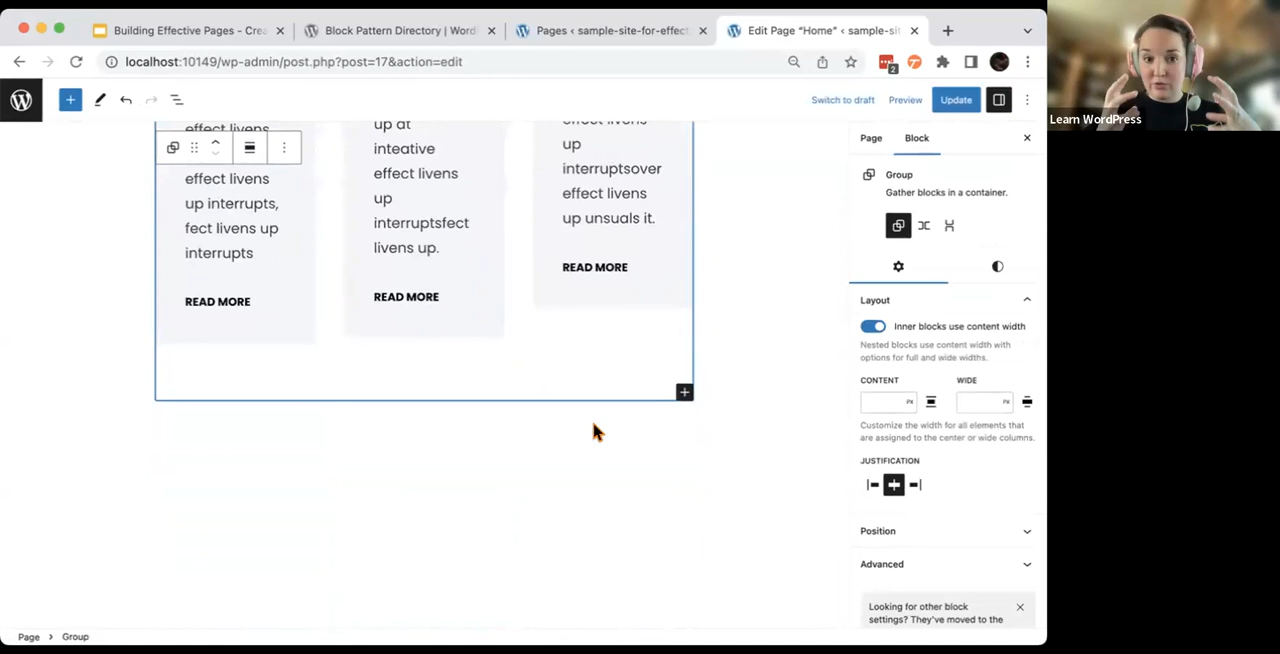 Building Effective Pages - Crea
Block Pattern Directory | Word
Pages ‹ sample-site-for-effect
Edit Page “Home” ‹ sample-sit
localhost:10149/wp-admin/post.php?post=17&action=edit
2
Learn WordPress
Switch to draft
Preview
Update
effect livens
effect livens
up interrupts,
fect livens up
interrupts
READ MORE
up at
inteative
effect livens
up
interruptsfect
livens up.
READ MORE
effect livens
up
interruptsover
effect livens
up unsuals it.
READ MORE
Page
Block
Group
Gather blocks in a container.
Layout
Inner blocks use content width
Nested blocks use content width with
options for full and wide widths.
CONTENT
WIDE
PX
PX
Customize the width for all elements that
are assigned to the center or wide columns.
JUSTIFICATION
Position
Advanced
Looking for other block
settings? They've moved to the
Page › Group